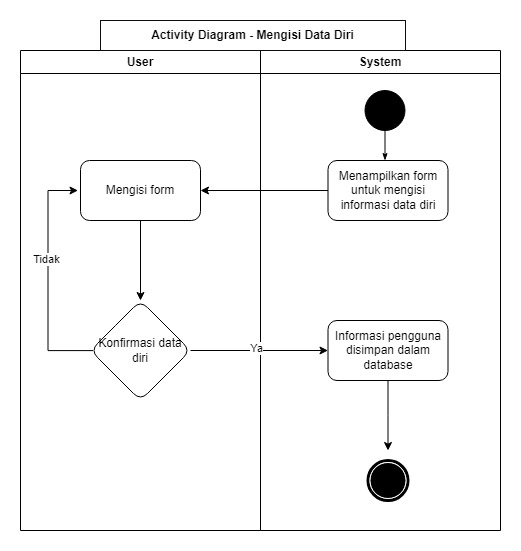 Activity Diagram - Mengisi Data Diri
User
System
Menampilkan form
untuk mengisi
informasi data diri
Mengisi form
Tidak
Konfirmasi data
diri
Ya
Informasi pengguna
disimpan dalam
database